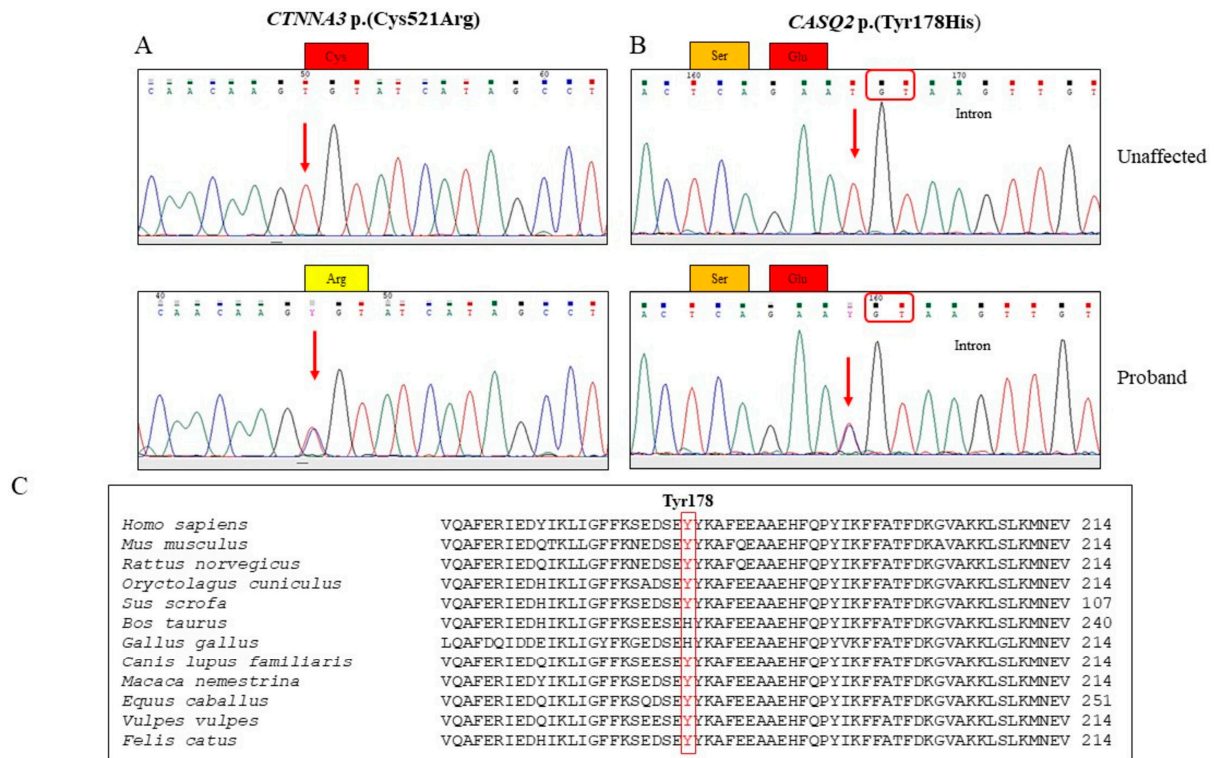 CTNNA3 p.(Cys521Arg)
CASQ2 p.(Tyr178His)
A
Cys
50 60
C A A C A A G T G T A T C A T A G C C T
B
Ser Glu
160 170
A C T C A G A A T G T A A G T T G T
Intron
Unaffected
Arg
40 50
C A A C A A G Y G T A T C A T A G C C T
Ser Glu
160
A C T C A G A A Y G T A A G T T G T
Intron
Proband
C
Tyr178
Homo sapiens VQAFERIEDYIKLIGFFKSEDSEYYKAFEEAAEHFQPYIKFFATFDKGVAKKLSLKMNEV 214
Mus musculus VQAFERIEDQTKLLGFFKNEDSEYYKAFQEAAEHFQPYIKFFATFDKAVAKKLSLKMNEV 214
Rattus norvegicus VQAFERIEDQIKLLGFFKNEDSEYYKAFQEAAEHFQPYIKFFATFDKGVAKKLSLKMNEV 214
Oryctolagus cuniculus VQAFERIEDHIKLIGFFKSADSEYYKAFEEAAEHFQPYIKFFATFDKGVAKKLSLKMNEV 214
Sus scrofa VQAFERIEDHIKLIGFFKSEDSEYYKAFEEAAEHFQPYIKFFATFDKGVAKKLSLKMNEV 107
Bos taurus VQAFERIEDHIKLIGFFKSEESEHYKAFEEAAEHFQPYIKFFATFDKGVAKKLSLKMNEV 240
Gallus gallus LQAFDQIDDEIKLIGYFKGEDSEHYKAFEEAAEHFQPYVKFFATFDKGVAKKLGLKMNEV 214
Canis lupus familiaris VQAFERIEDQIKLIGFFKSEESEYYKAFEEAAEHFQPYIKFFATFDKGVAKKLSLKMNEV 214
Macaca nemestrina VQAFERIEDYIKLIGFFKSEDSEYYKAFEEAAEHFQPYIKFFATFDKGVAKKLSLKMNEV 214
Equus caballus VQAFERIEDQIKLIGFFKSQDSEYYKAFEEAAEHFQPYIKFFATFDKGVAKKLSLKMNEV 251
Vulpes vulpes VQAFERIEDQIKLIGFFKSEESEYYKAFEEAAEHFQPYIKFFATFDKGVAKKLSLKMNEV 214
Felis catus VQAFERIEDHIKLIGFFKSEDSEYYKAFEEAAEHFQPYIKFFATFDKGVAKKLSLKMNEV 214